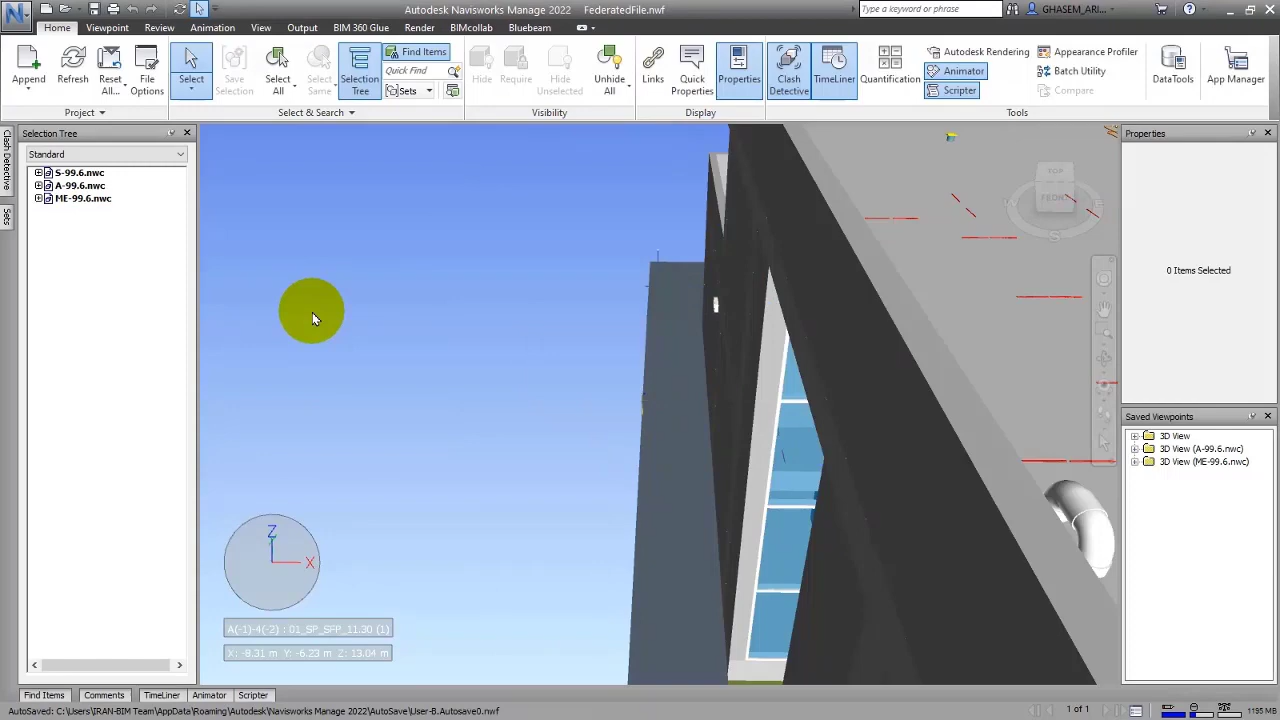 Autodesk Navisworks Manage 2022 FederatedFile.nwf
Type a keyword or phrase
GHASEM_ARI...
Home Viewpoint Review Animation View Output BIM 360 Glue Render BIMcollab Bluebeam
Append
Refresh
Reset All...
File Options
Project
Select
Save Selection
Select All
Select Same
Selection Tree
Find Items
Quick Find
Sets
Select & Search
Hide
Require
Hide Unselected
Unhide All
Visibility
Links
Quick Properties
Properties
Display
Clash Detective
TimeLiner
Quantification
Autodesk Rendering
Animator
Scripter
Appearance Profiler
Batch Utility
Compare
Tools
DataTools
App Manager
Clash Detective
Sets
Selection Tree
Standard
S-99.6.nwc
A-99.6.nwc
ME-99.6.nwc
TOP
S
Z
X
A(-1)-4(-2) : 01_SP_SFP_11.30 (1)
X: -8.31 m Y: -6.23 m Z: 13.04 m
Properties
0 Items Selected
Saved Viewpoints
3D View
3D View (A-99.6.nwc)
3D View (ME-99.6.nwc)
Find Items Comments TimeLiner Animator Scripter
AutoSaved: C:\Users\IRAN-BIM Team\AppData\Roaming\Autodesk\Navisworks Manage 2022\AutoSave\User-B.Autosave0.nwf
1 of 1
1195 MB